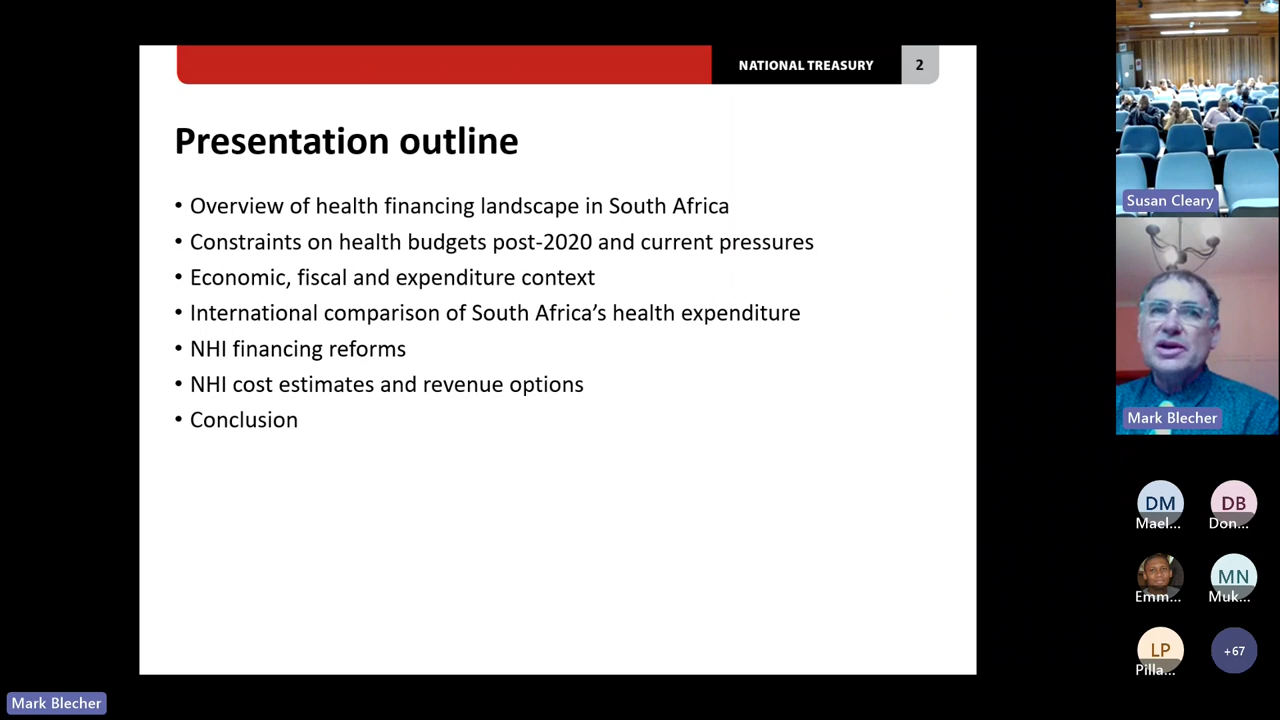 NATIONAL TREASURY
2
Presentation outline
• Overview of health financing landscape in South Africa
• Constraints on health budgets post-2020 and current pressures
• Economic, fiscal and expenditure context
• International comparison of South Africa's health expenditure
• NHI financing reforms
• NHI cost estimates and revenue options
• Conclusion
Susan Cleary
Mark Blecher
DM
DB
Mael...
Don...
MN
Emm...
Muk...
LP
+67
Pilla...
Mark Blecher